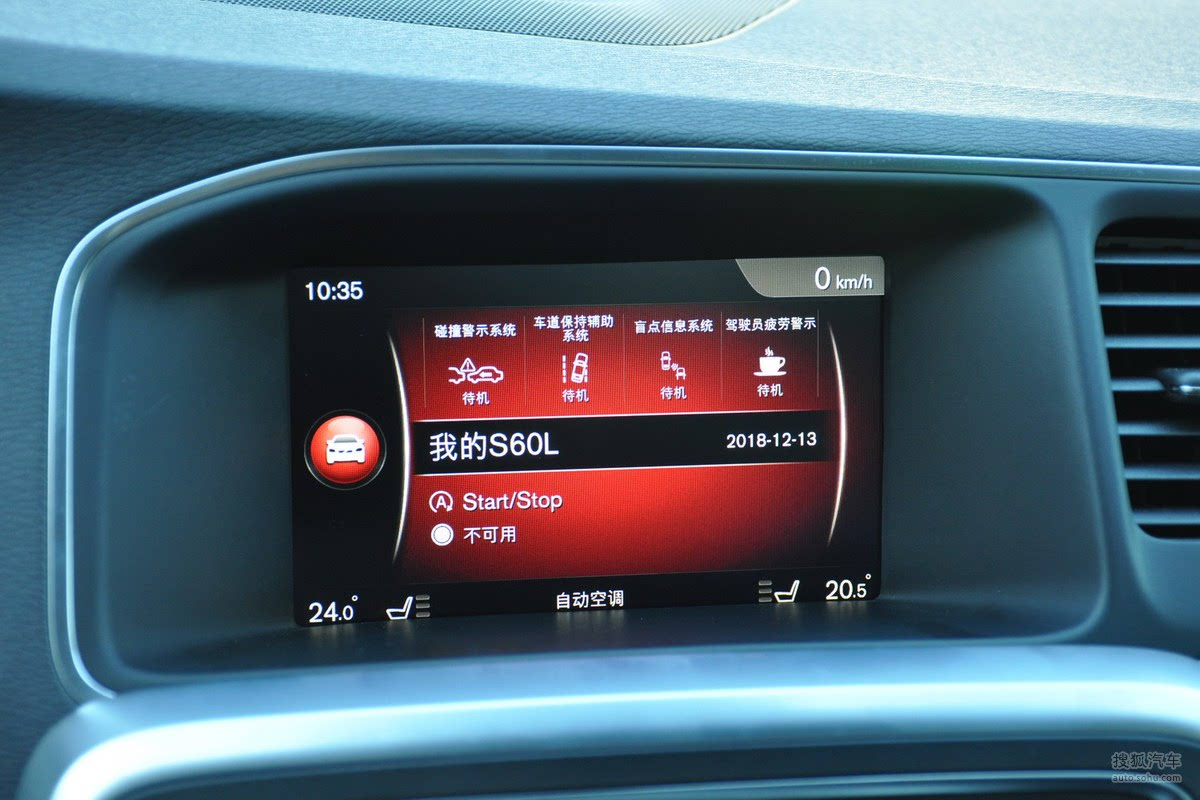 10:35
0 km/h
碰撞警示系统
车道保持辅助
系统
盲点信息系统
驾驶员疲劳警示
待机
待机
待机
待机
我的S60L
2018-12-13
A Start/Stop
不可用
24.0°
自动空调
20.5°
搜狐汽车
auto.sohu.com